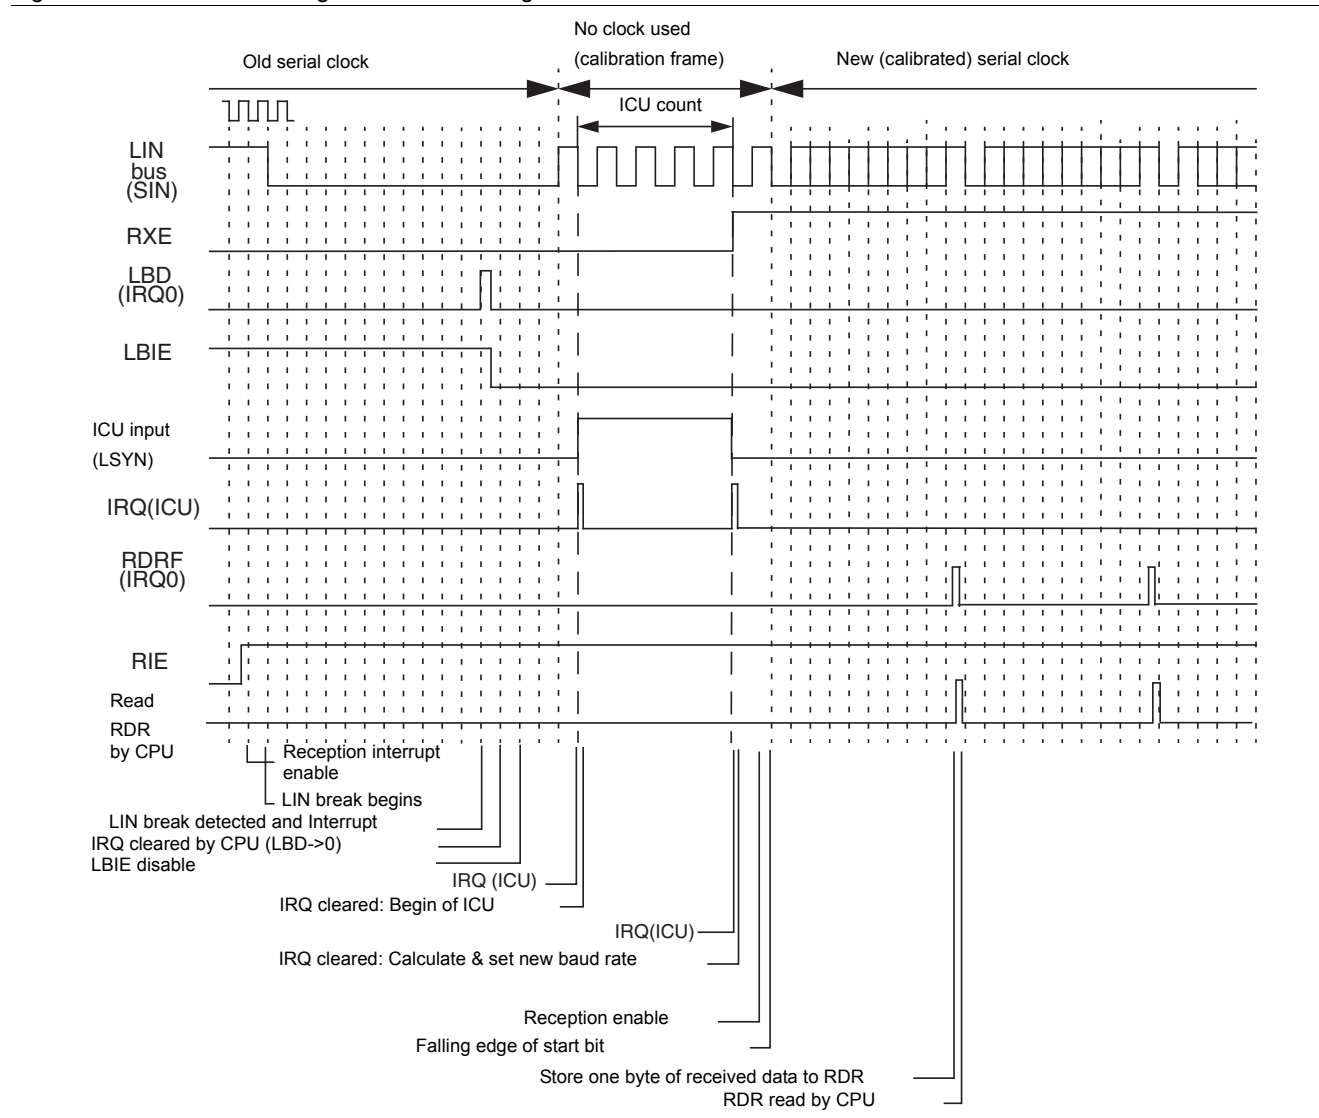 No clock used
Old serial clock
(calibration frame)
New (calibrated) serial clock
ICU count
LIN
bus
(SIN)
RXE
LBD
(IRQ0)
LBIE
ICU input
(LSYN)
IRQ(ICU)
RDRF
(IRQ0)
RIE
Read
RDR
by CPU
Reception interrupt
enable
LIN break begins
LIN break detected and Interrupt
IRQ cleared by CPU (LBD->0)
LBIE disable
IRQ (ICU)
IRQ cleared: Begin of ICU
IRQ(ICU)
IRQ cleared: Calculate & set new baud rate
Reception enable
Falling edge of start bit
Store one byte of received data to RDR
RDR read by CPU